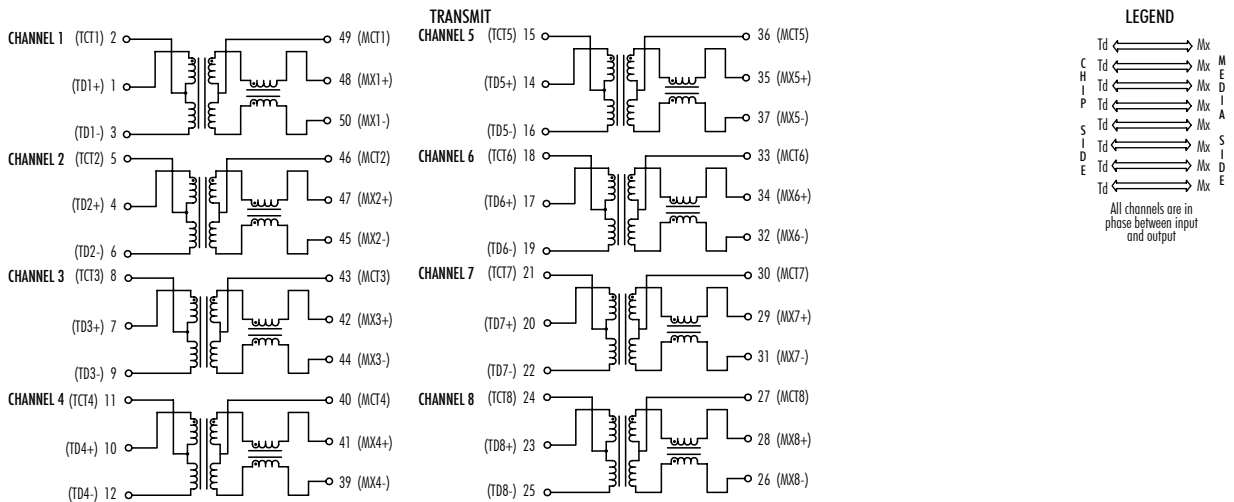 TRANSMIT
CHANNEL 1 (TCT1) 2
49 (MCT1)
(TD1+) 1
48 (MX1+)
50 (MX1-)
(TD1-) 3
CHANNEL 2 (TCT2) 5
46 (MCT2)
(TD2+) 4
47 (MX2+)
45 (MX2-)
(TD2-) 6
CHANNEL 3 (TCT3) 8
43 (MCT3)
(TD3+) 7
42 (MX3+)
44 (MX3-)
(TD3-) 9
CHANNEL 4 (TCT4) 11
40 (MCT4)
(TD4+) 10
41 (MX4+)
39 (MX4-)
(TD4-) 12
CHANNEL 5 (TCT5) 15
36 (MCT5)
(TD5+) 14
35 (MX5+)
37 (MX5-)
(TD5-) 16
CHANNEL 6 (TCT6) 18
33 (MCT6)
(TD6+) 17
34 (MX6+)
32 (MX6-)
(TD6-) 19
CHANNEL 7 (TCT7) 21
30 (MCT7)
(TD7+) 20
29 (MX7+)
31 (MX7-)
(TD7-) 22
CHANNEL 8 (TCT8) 24
27 (MCT8)
(TD8+) 23
28 (MX8+)
26 (MX8-)
(TD8-) 25
LEGEND
CHIP SIDE
Td Mx
Td Mx
Td Mx
Td Mx
Td Mx
Td Mx
Td Mx
Td Mx
MEDIA SIDE
All channels are in
phase between input
and output